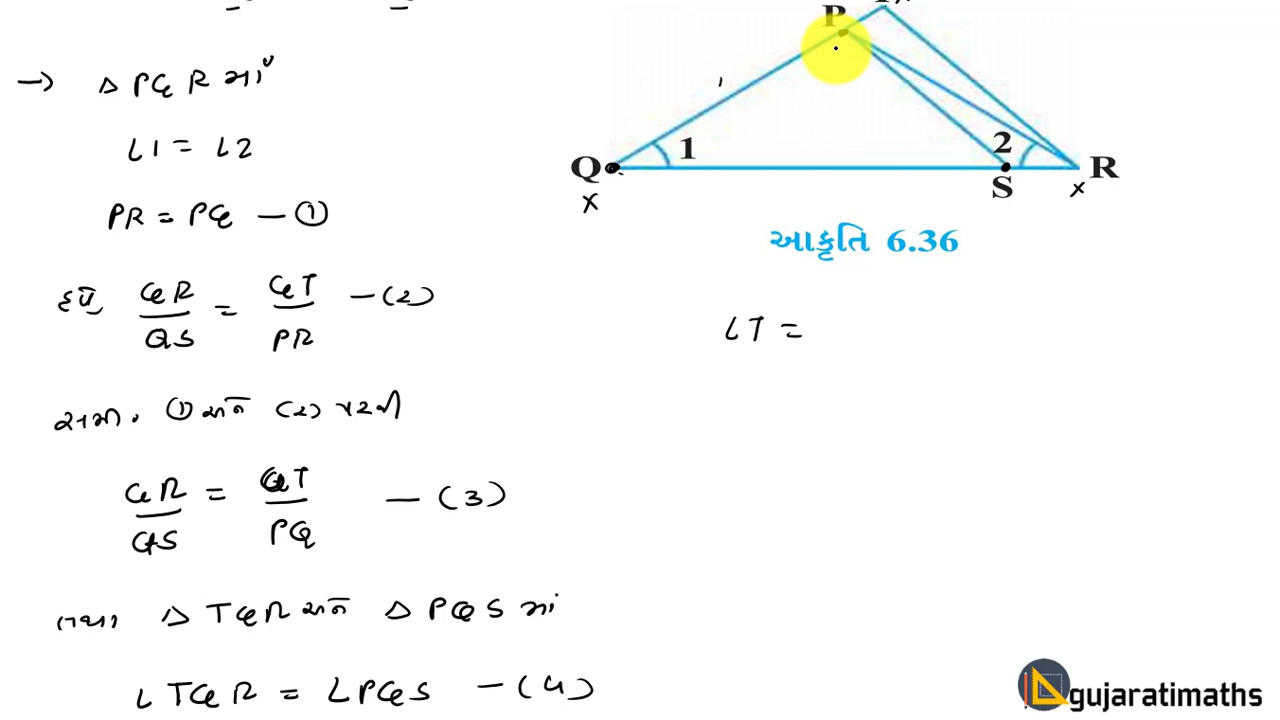 → △ PQR માં
∠1 = ∠2
PR = PQ — ①
હવે, QR/QS = QT/PR — (2)
સમી. ① અને (2) પરથી
QR/QS = QT/PQ — (3)
તથા △ TQR અને △ PQS માં
∠TQR = ∠PQS — (4)
P
1
2
Q
R
S
x
x
આકૃતિ 6.36
∠T =
gujaratimaths